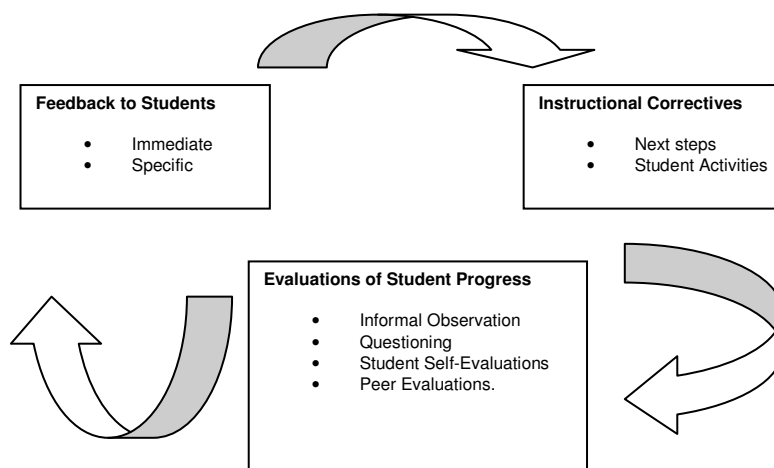 Feedback to Students
• Immediate
• Specific
Instructional Correctives
• Next steps
• Student Activities
Evaluations of Student Progress
• Informal Observation
• Questioning
• Student Self-Evaluations
• Peer Evaluations.